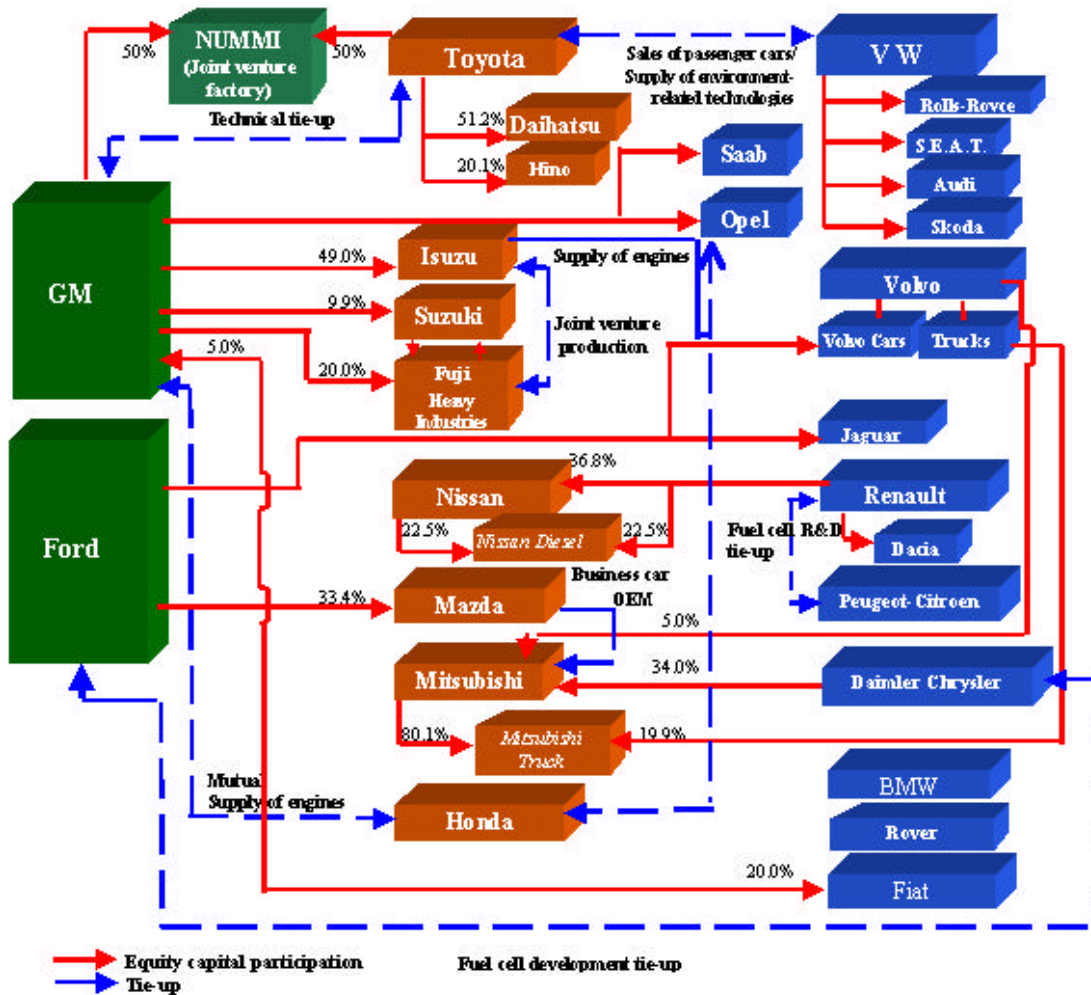 NUMMI
(Joint venture
factory)
50%
50%
Toyota
Sales of passenger cars/
Supply of environment-
related technologies
VW
Technical tie-up
Rolls-Rovce
51.2%
Daihatsu
S.E.A.T.
20.1%
Hino
Saab
Audi
Opel
Skoda
GM
49.0%
Isuzu
Supply of engines
Volvo
9.9%
Suzuki
Joint venture
production
Volvo Cars
Trucks
5.0%
20.0%
Fuji
Heavy
Industries
Jaguar
36.8%
Nissan
Renault
Ford
22.5%
Nissan Diesel
22.5%
Fuel cell R&D
tie-up
Dacia
Business car
OEM
33.4%
Mazda
Peugeot-Citroen
5.0%
Mitsubishi
34.0%
Daimler Chrysler
80.1%
Mitsubishi
Truck
19.9%
Mutual
Supply of engines
BMW
Honda
Rover
20.0%
Fiat
Equity capital participation
Fuel cell development tie-up
Tie-up